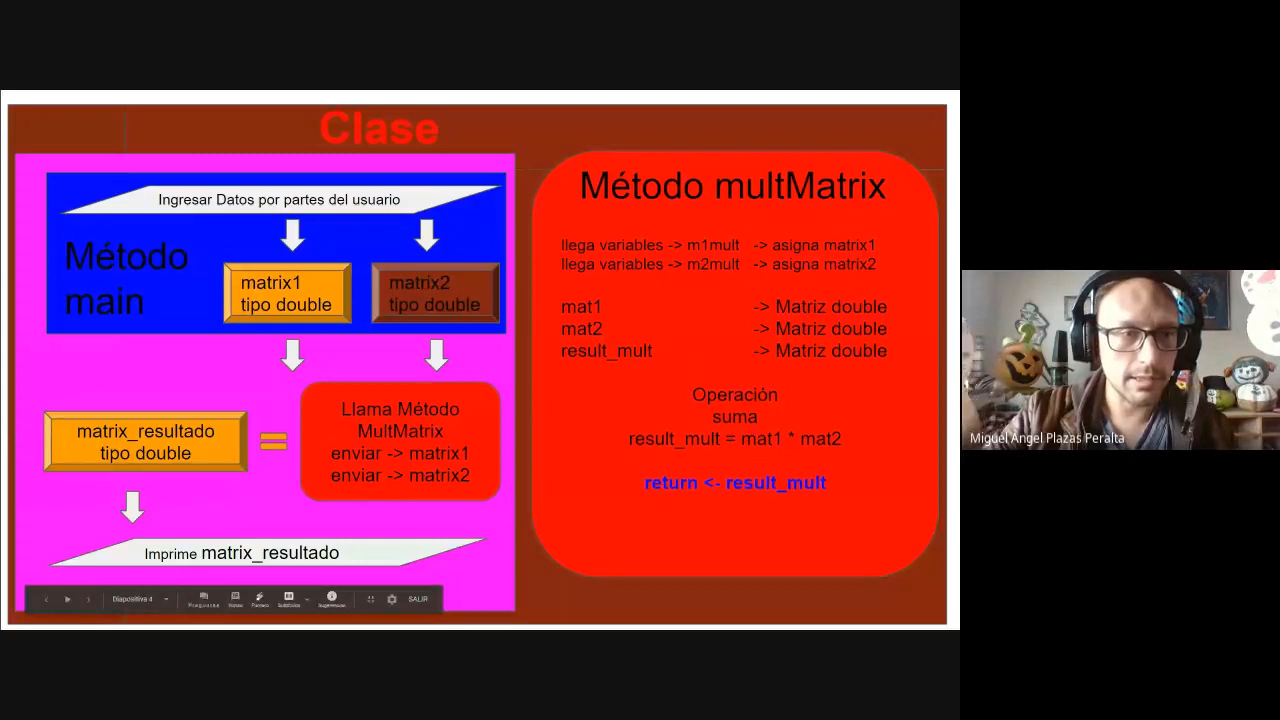 Clase
Ingresar Datos por partes del usuario
Método
main
matrix1
tipo double
matrix2
tipo double
matrix_resultado
tipo double
Llama Método
MultMatrix
enviar -> matrix1
enviar -> matrix2
Imprime matrix_resultado
Diapositiva 4
SALIR
Método multMatrix
llega variables -> m1mult -> asigna matrix1
llega variables -> m2mult -> asigna matrix2
mat1 -> Matriz double
mat2 -> Matriz double
result_mult -> Matriz double
Operación
suma
result_mult = mat1 * mat2
return <- result_mult
Miguel Angel Plazas Peralta